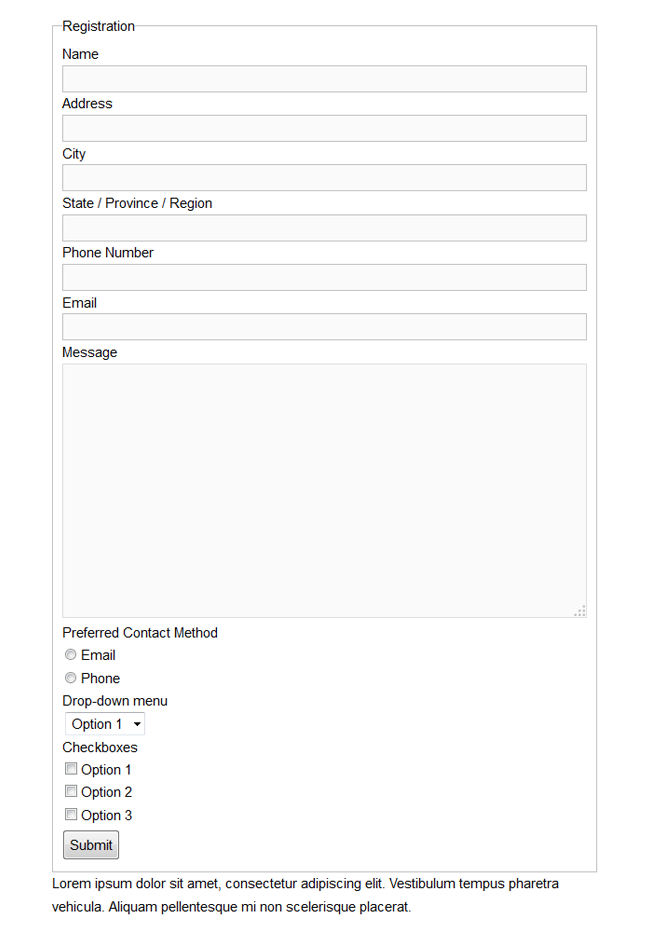 Registration
Name
Address
City
State / Province / Region
Phone Number
Email
Message
Preferred Contact Method
Email
Phone
Drop-down menu
Option 1
Checkboxes
Option 1
Option 2
Option 3
Submit
Lorem ipsum dolor sit amet, consectetur adipiscing elit. Vestibulum tempus pharetra
vehicula. Aliquam pellentesque mi non scelerisque placerat.